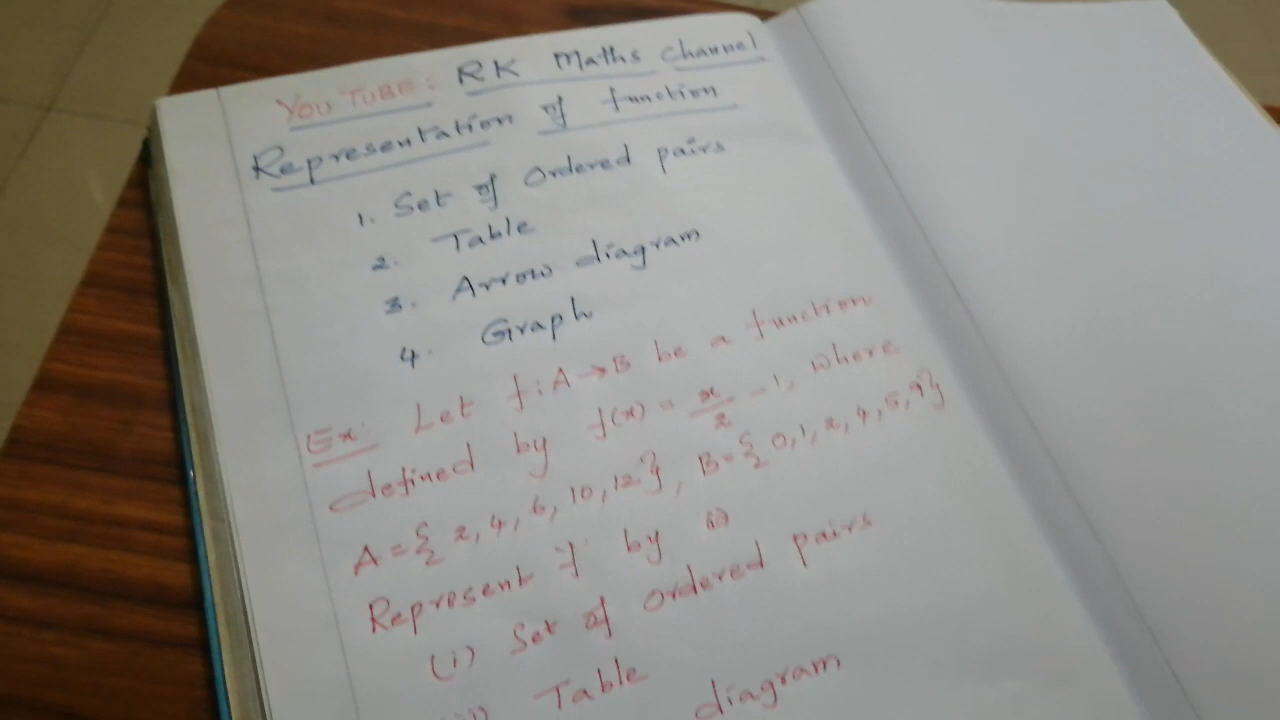 YOUTUBE: RK Maths Channel
Representation of function
1. Set of Ordered pairs
2. Table
3. Arrow diagram
4. Graph
Ex: Let f:A→B be a function
defined by f(x) = x/2 -1, where
A={2,4,6,10,12}, B={0,1,2,4,5,9}
Represent f by
(i) Set of ordered pairs
Table
diagram